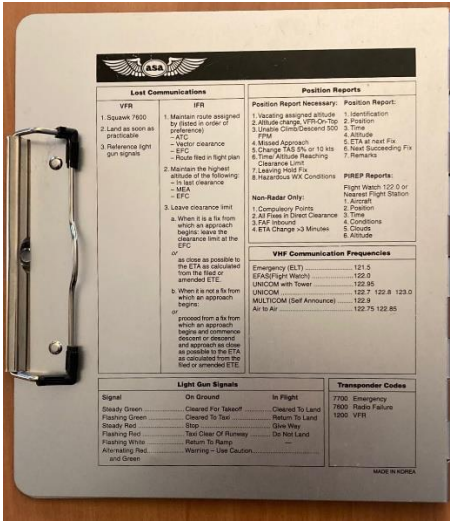 asa
Lost Communications
VFR
1. Squawk 7600
2. Land as soon as
practicable
3. Reference light
gun signals
IFR
1. Maintain route assigned
by (listed in order of
preference)
– ATC
– Vector clearance
– EFC
– Route filed in flight plan
2. Maintain the highest
altitude of the following:
– In last clearance
– MEA
– EFC
3. Leave clearance limit:
a. When it is a fix from
which an approach
begins: leave the
clearance limit at the
EFC
or
as close as possible to
the ETA as calculated
from the filed or
amended ETE.
b. When it is not a fix from
which an approach
begins:
or
proceed from a fix from
which an approach
begins and commence
descent or descend
and approach as close
as possible to the ETA
as calculated from the
filed or amended ETE.
Position Reports
Position Report Necessary:
1. Vacating assigned altitude
2. Altitude change, VFR-On-Top
3. Unable Climb/Descend 500
FPM
4. Missed Approach
5. Change TAS 5% or 10 kts
6. Time/ Altitude Reaching
Clearance Limit
7. Leaving Hold Fix
8. Hazardous WX Conditions
Non-Radar Only:
1. Compulsory Points
2. All Fixes in Direct Clearance
3. FAF Inbound
4. ETA Change >3 Minutes
Position Report:
1. Identification
2. Position
3. Time
4. Altitude
5. ETA at next Fix
6. Next Succeeding Fix
7. Remarks
PIREP Reports:
Flight Watch 122.0 or
Nearest Flight Station
1. Aircraft
2. Position
3. Time
4. Conditions
5. Clouds
6. Altitude
VHF Communication Frequencies
Emergency (ELT) 121.5
EFAS(Flight Watch) 122.0
UNICOM with Tower 122.95
UNICOM 122.7 122.8 123.0
MULTICOM (Self Announce) 122.9
Air to Air 122.75 122.85
Light Gun Signals
Signal On Ground In Flight
Steady Green Cleared For Takeoff Cleared To Land
Flashing Green Cleared To Taxi Return To Land
Steady Red Stop Give Way
Flashing Red Taxi Clear Of Runway Do Not Land
Flashing White Return To Ramp —
Alternating Red Warning – Use Caution
and Green
Transponder Codes
7700 Emergency
7600 Radio Failure
1200 VFR
MADE IN KOREA